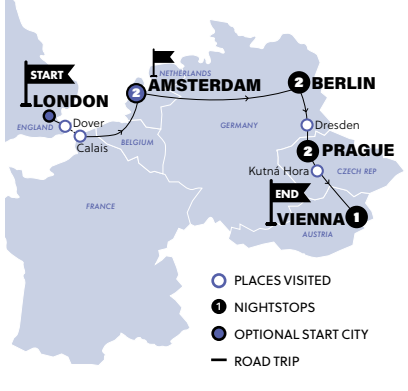 START
LONDON
ENGLAND
Dover
Calais
NETHERLANDS
2
AMSTERDAM
BELGIUM
FRANCE
GERMANY
2
BERLIN
Dresden
2
PRAGUE
Kutná Hora
CZECH REP
END
VIENNA
1
AUSTRIA
PLACES VISITED
1
NIGHTSTOPS
OPTIONAL START CITY
ROAD TRIP